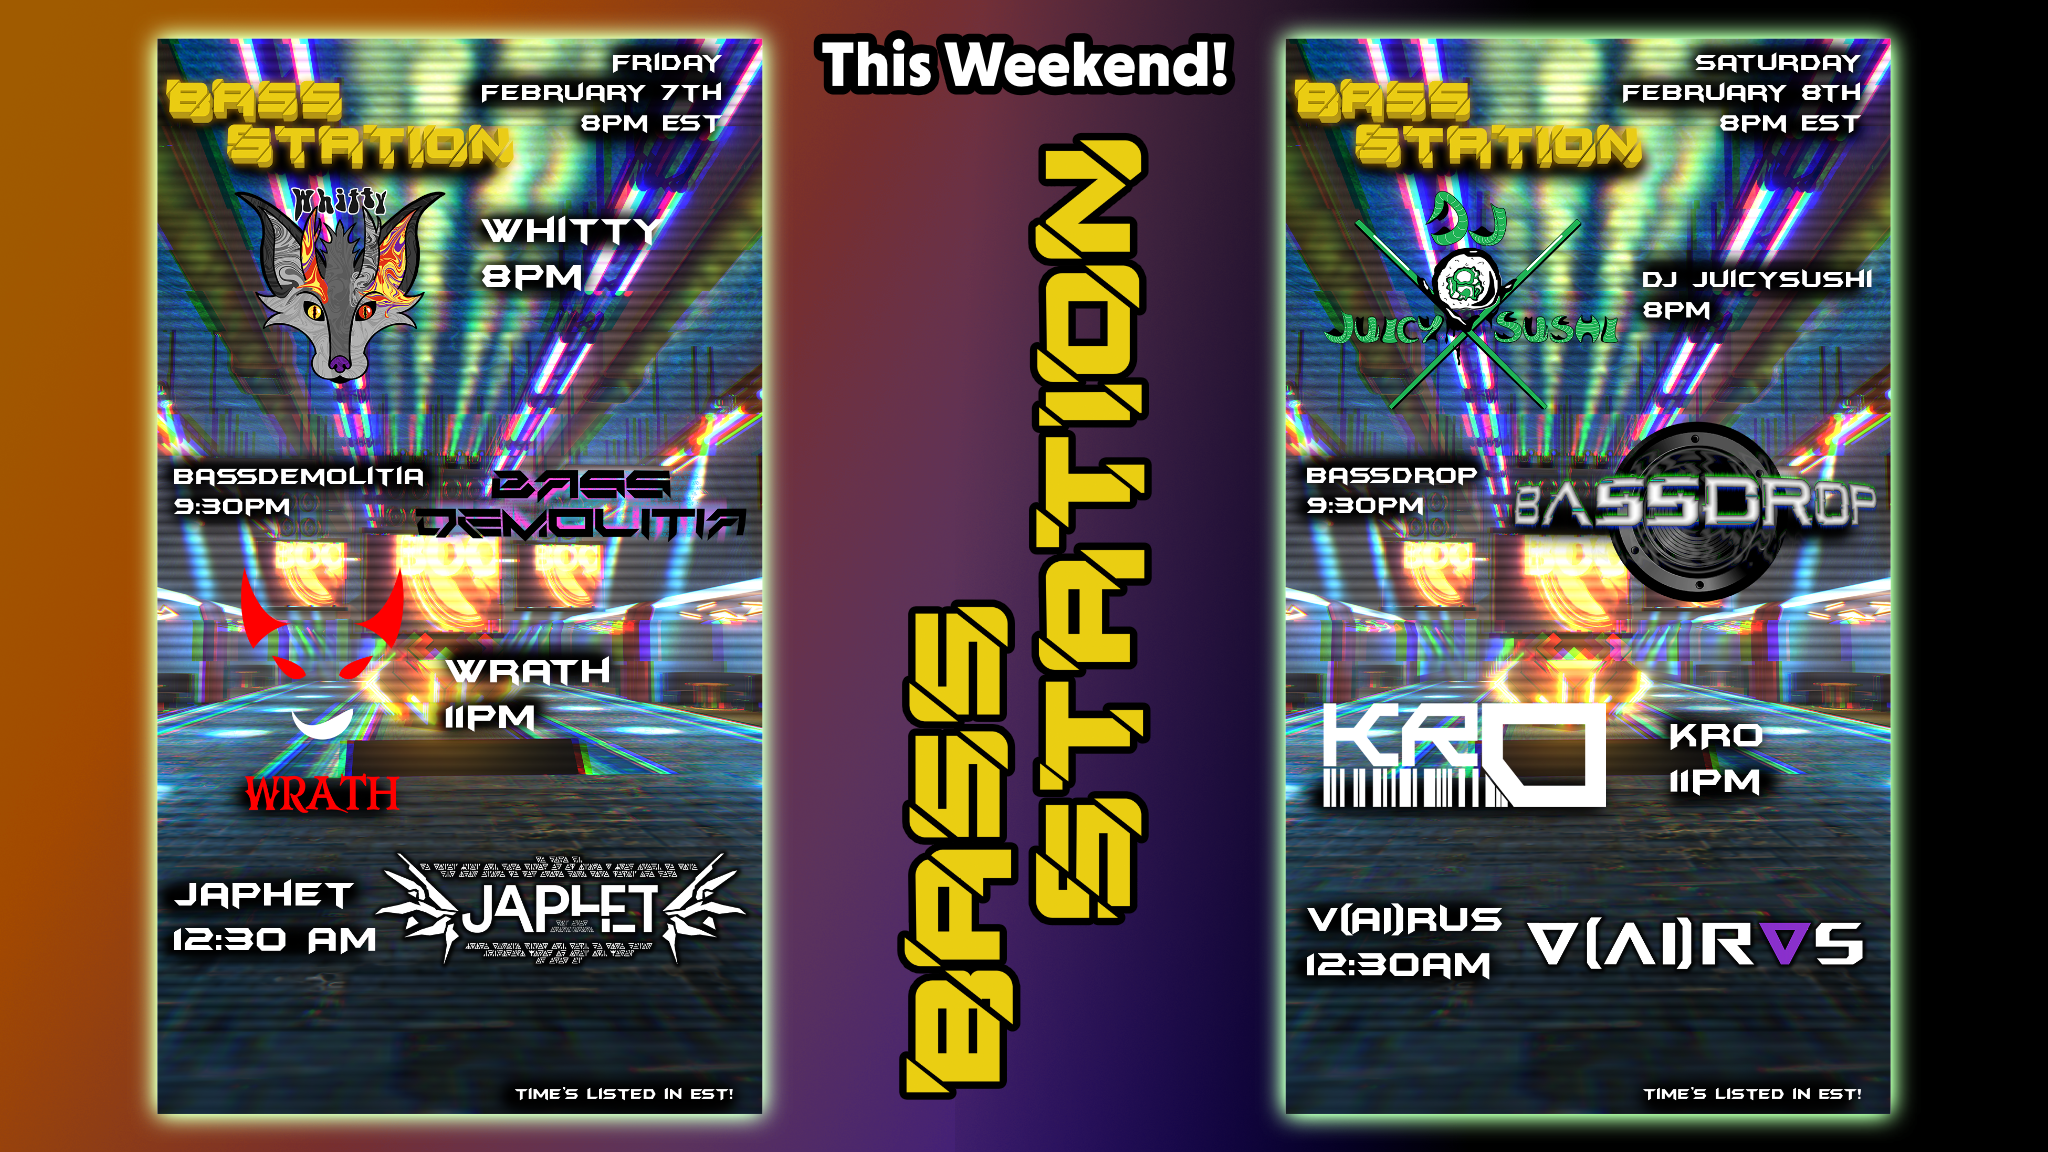 This Weekend!
BASS
STATION
FRIDAY
FEBRUARY 7TH
8PM EST
BASS
STATION
Whitty
WHITTY
8PM
BASSDEMOLITIA
9:30PM
BASS
DEMOLITIA
WRATH
11PM
WRATH
JAPHET
12:30 AM
JAPHET
TIME'S LISTED IN EST!
SATURDAY
FEBRUARY 8TH
8PM EST
BASS
STATION
DJ
JUICY SUSHI
DJ JUICYSUSHI
8PM
BASSDROP
9:30PM
BASSDROP
KRO
KRO
11PM
V(AI)RUS
12:30AM
V(AI)RUS
TIME'S LISTED IN EST!